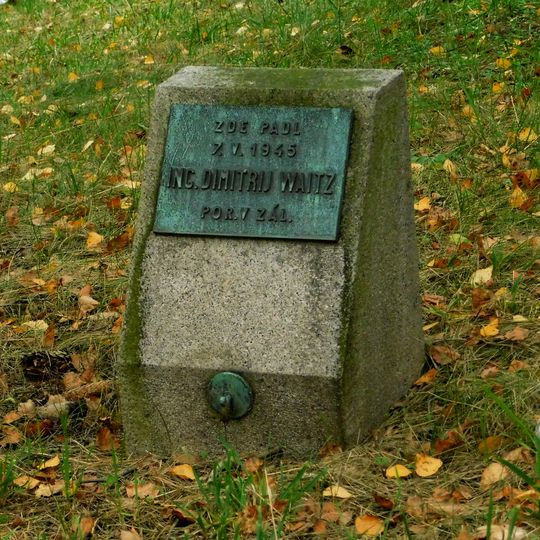 ZDE PADL
7. V. 1945
ING. DIMITRIJ WAITZ
POR. V ZÁL.